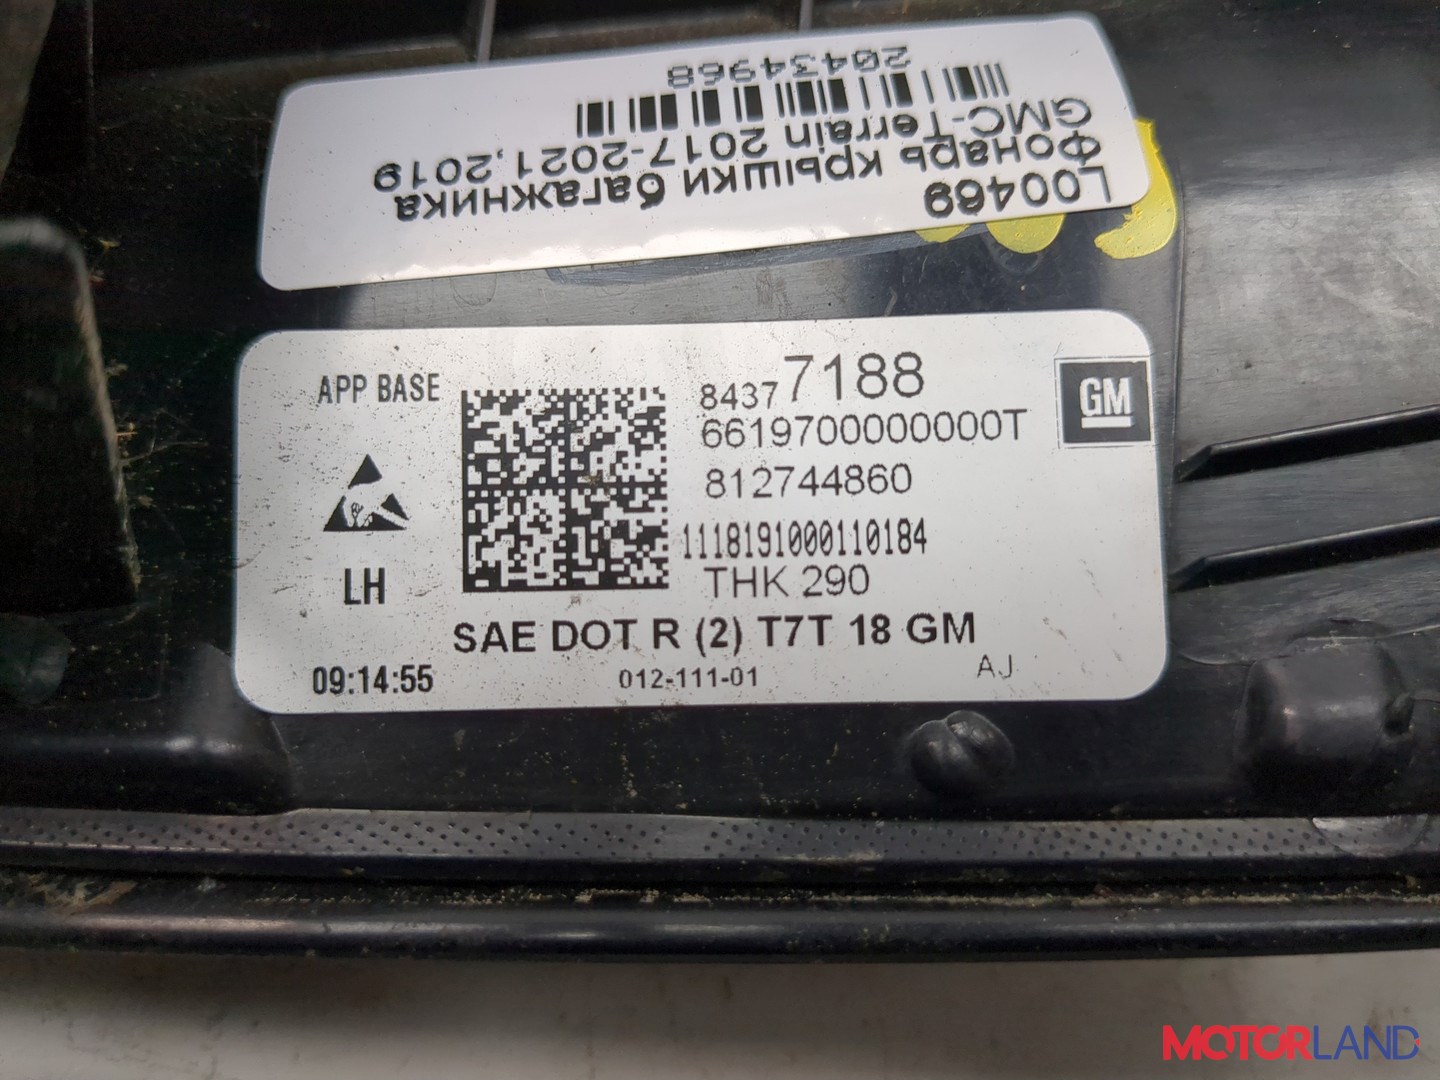 L00469
Фонарь крышки багажника
GMC-Terrain 2017-2021,2019
20434968
APP BASE
84377188
GM
6619700000000T
812744860
1118191000110184
LH
THK 290
SAE DOT R (2) T7T 18 GM
09:14:55
012-111-01
AJ
MOTORLAND